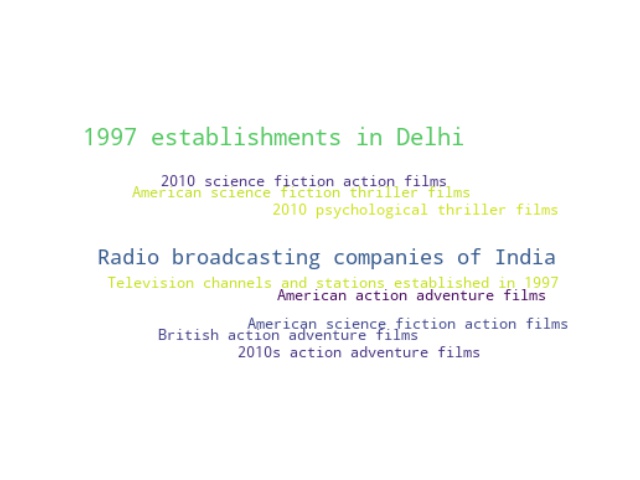 1997 establishments in Delhi
2010 science fiction action films
American science fiction thriller films
2010 psychological thriller films
Radio broadcasting companies of India
Television channels and stations established in 1997
American action adventure films
American science fiction action films
British action adventure films
2010s action adventure films